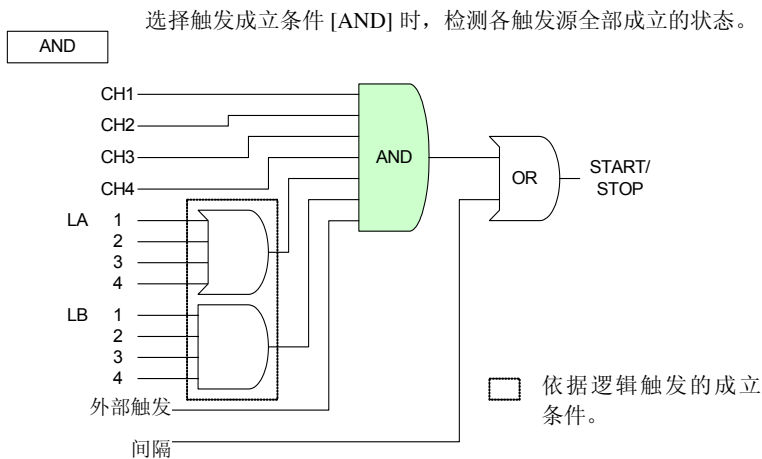 选择触发成立条件 [AND] 时，检测各触发源全部成立的状态。
AND
CH1
CH2
CH3
CH4
AND
OR
START/
STOP
LA 1
2
3
4
LB 1
2
3
4
外部触发
间隔
依据逻辑触发的成立
条件。